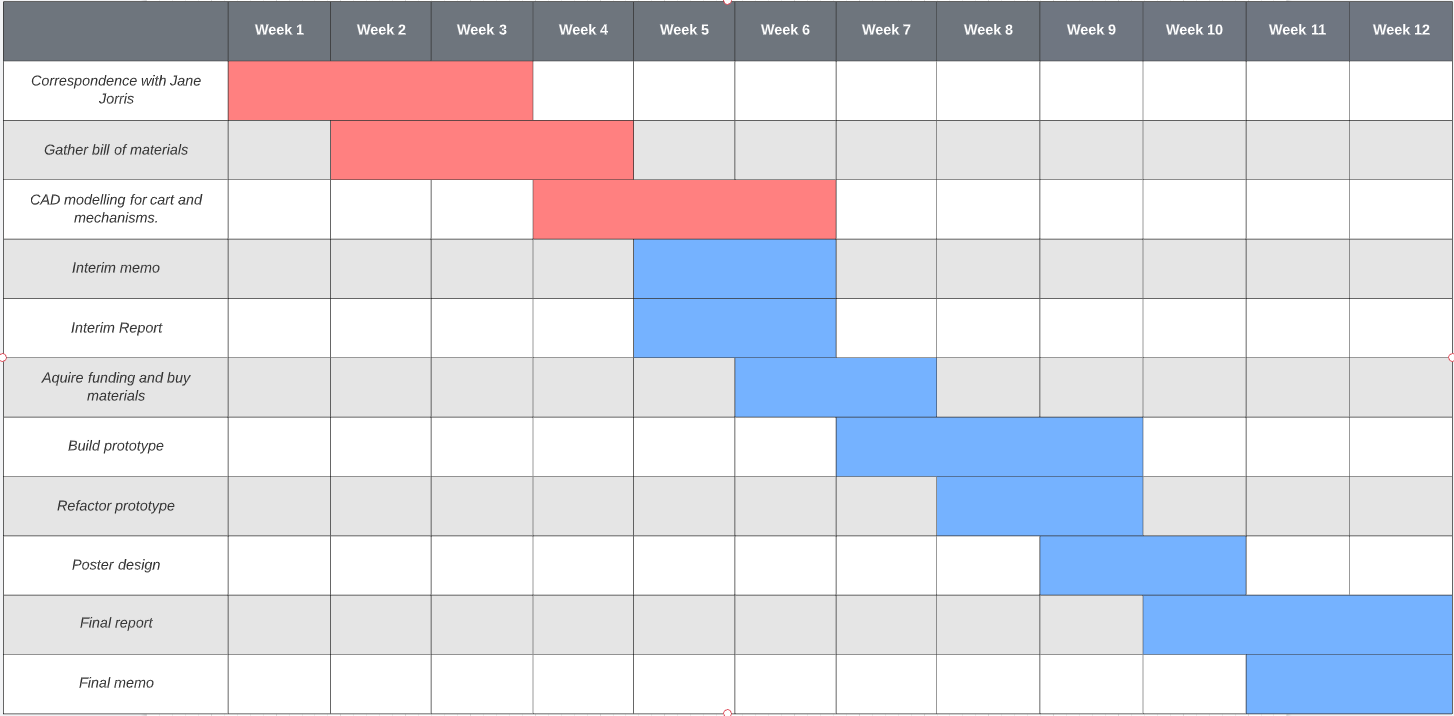 Week 1 Week 2 Week 3 Week 4 Week 5 Week 6 Week 7 Week 8 Week 9 Week 10 Week 11 Week 12
Correspondence with Jane
Jorris
Gather bill of materials
CAD modelling for cart and
mechanisms.
Interim memo
Interim Report
Aquire funding and buy
materials
Build prototype
Refactor prototype
Poster design
Final report
Final memo